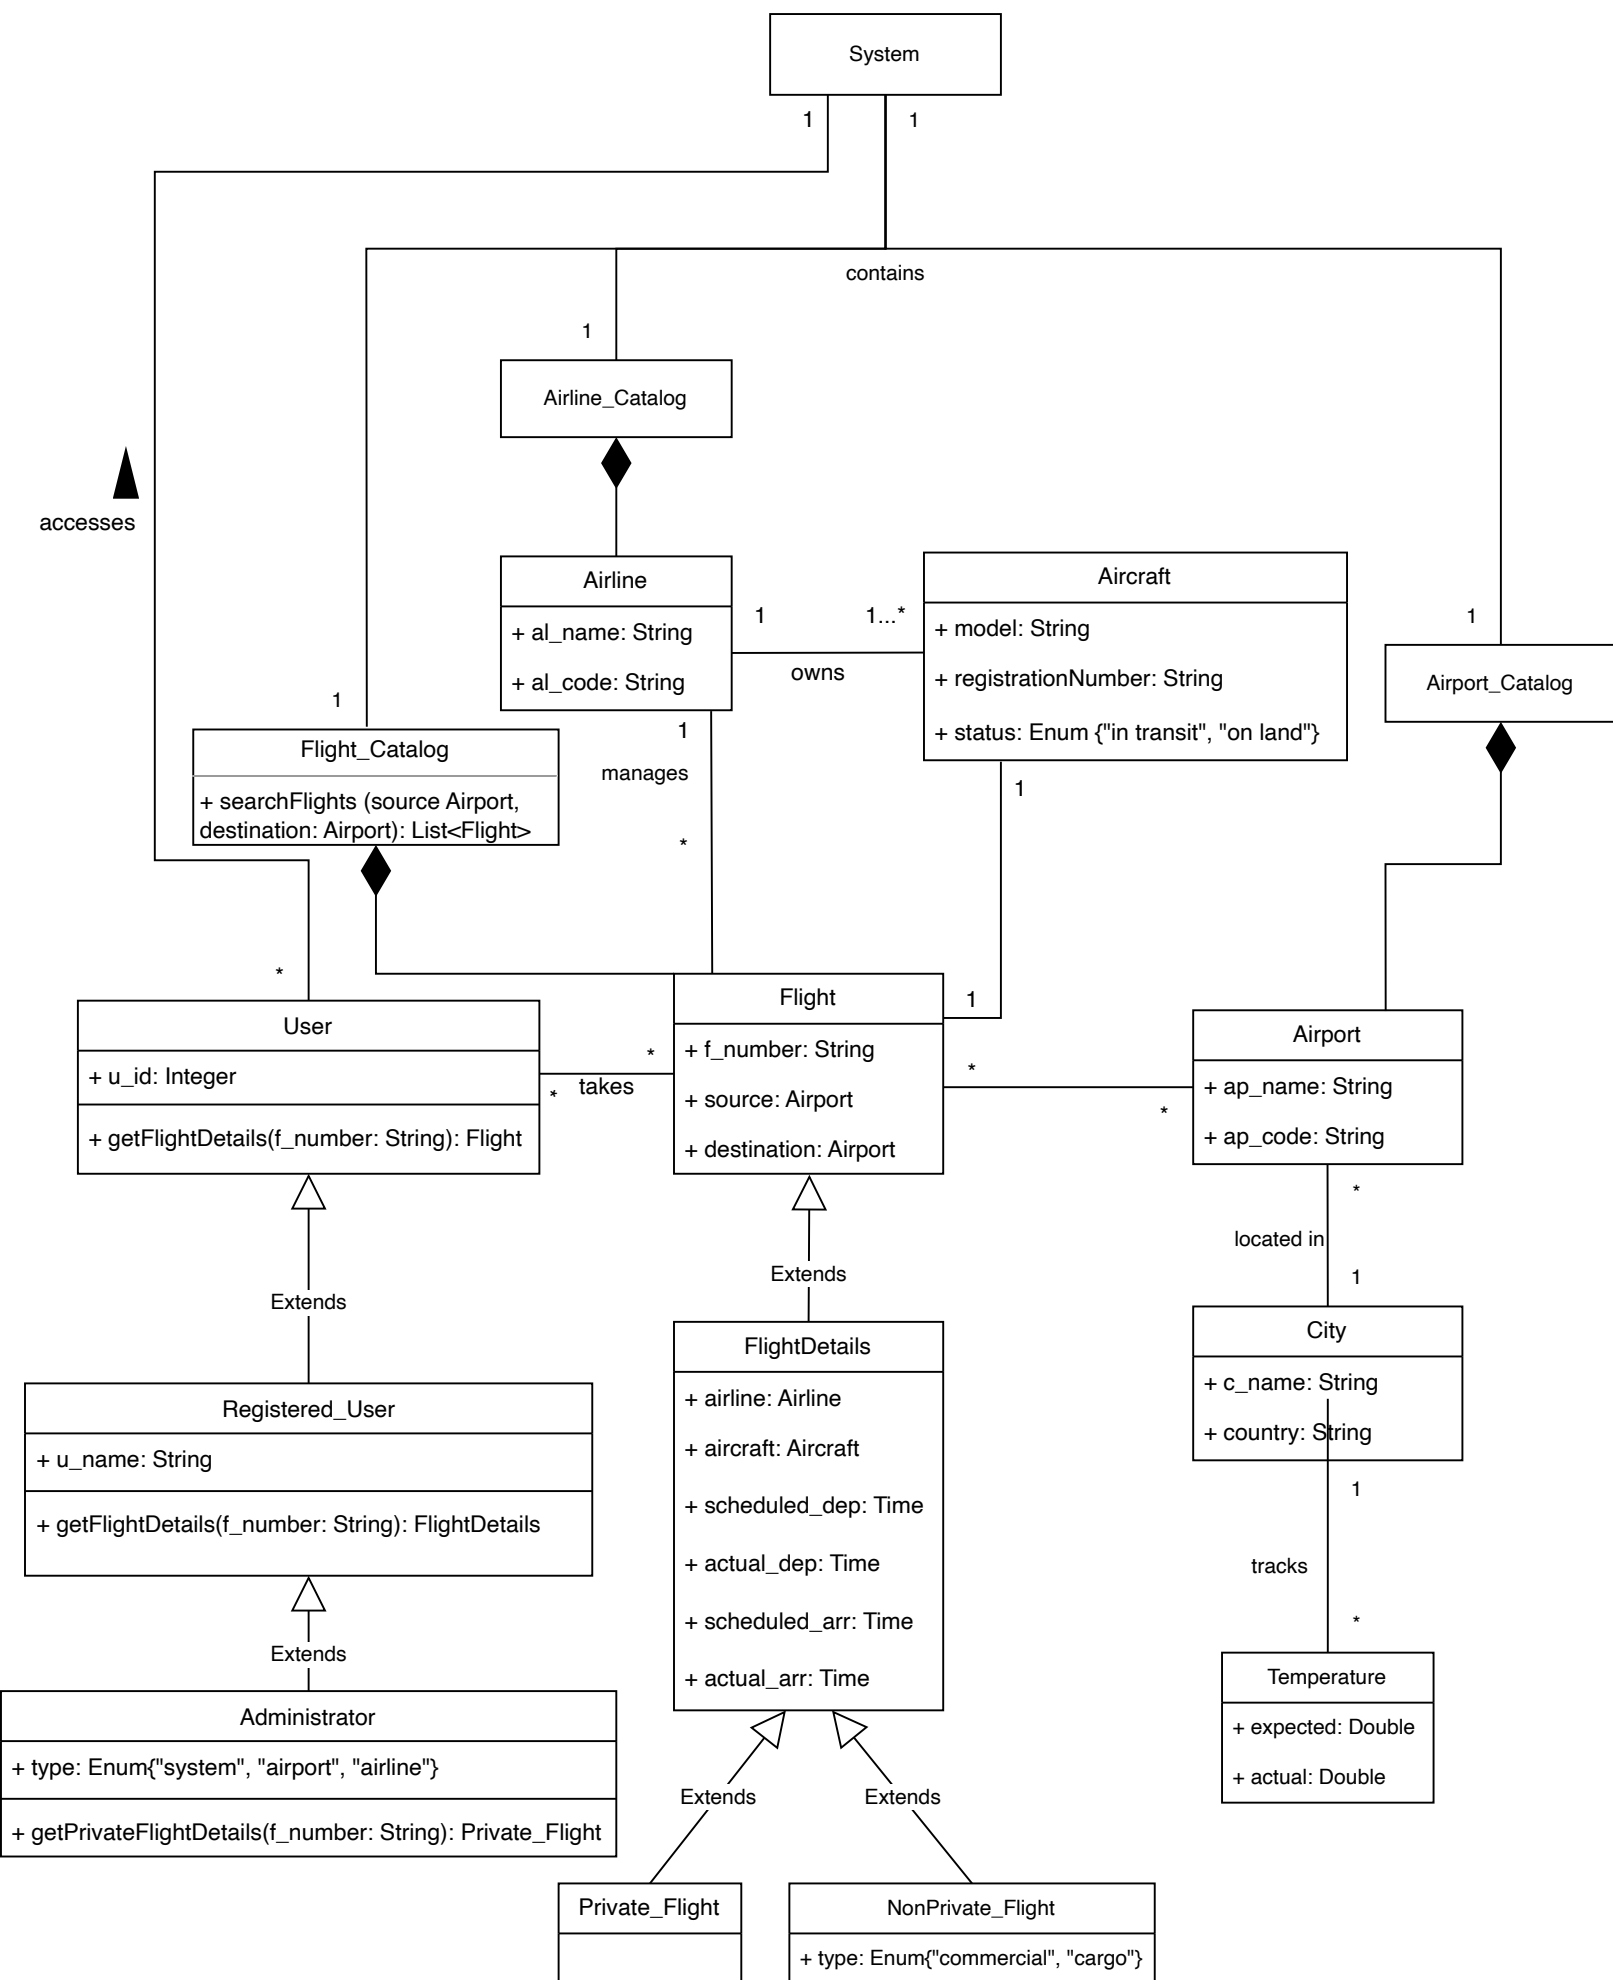 System
1
1
contains
1
Airline_Catalog
accesses
Airline
+ al_name: String
+ al_code: String
1
1...*
owns
Aircraft
+ model: String
+ registrationNumber: String
+ status: Enum {"in transit", "on land"}
1
Airport_Catalog
1
Flight_Catalog
+ searchFlights (source Airport,
destination: Airport): List<Flight>
1
manages
*
1
*
User
+ u_id: Integer
+ getFlightDetails(f_number: String): Flight
*
*
takes
Flight
+ f_number: String
+ source: Airport
+ destination: Airport
1
*
*
Airport
+ ap_name: String
+ ap_code: String
*
located in
1
Extends
Extends
City
+ c_name: String
+ country: String
1
tracks
*
Registered_User
+ u_name: String
+ getFlightDetails(f_number: String): FlightDetails
FlightDetails
+ airline: Airline
+ aircraft: Aircraft
+ scheduled_dep: Time
+ actual_dep: Time
+ scheduled_arr: Time
+ actual_arr: Time
Extends
Temperature
+ expected: Double
+ actual: Double
Administrator
+ type: Enum{"system", "airport", "airline"}
+ getPrivateFlightDetails(f_number: String): Private_Flight
Extends
Extends
Private_Flight
NonPrivate_Flight
+ type: Enum{"commercial", "cargo"}